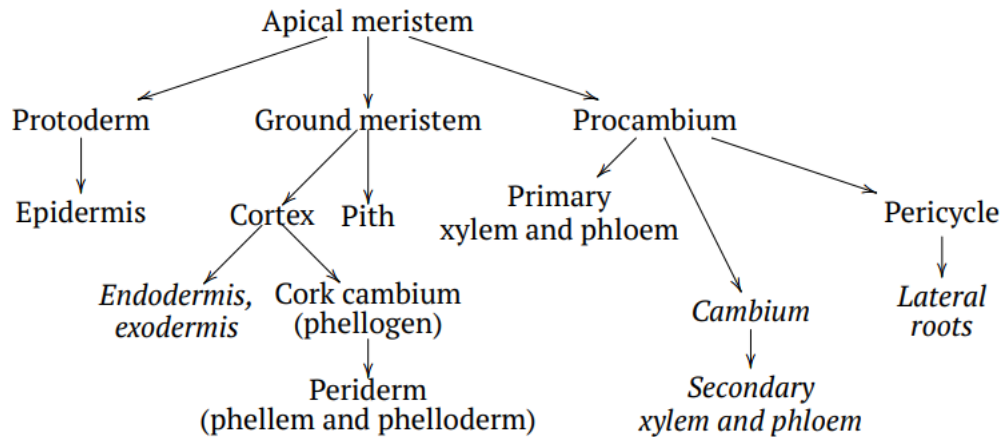 Apical meristem
Protoderm
Ground meristem
Procambium
Epidermis
Cortex
Pith
Primary
xylem and phloem
Pericycle
Endodermis,
exodermis
Cork cambium
(phellogen)
Cambium
Lateral
roots
Periderm
(phellem and phelloderm)
Secondary
xylem and phloem